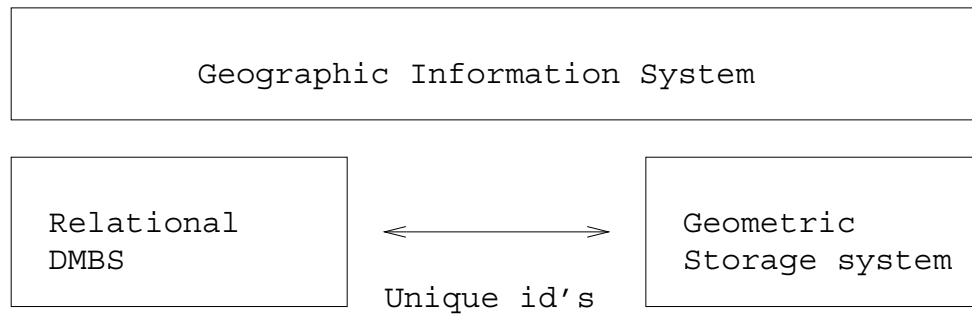 Geographic Information System
Relational
DMBS
Geometric
Storage system
Unique id's